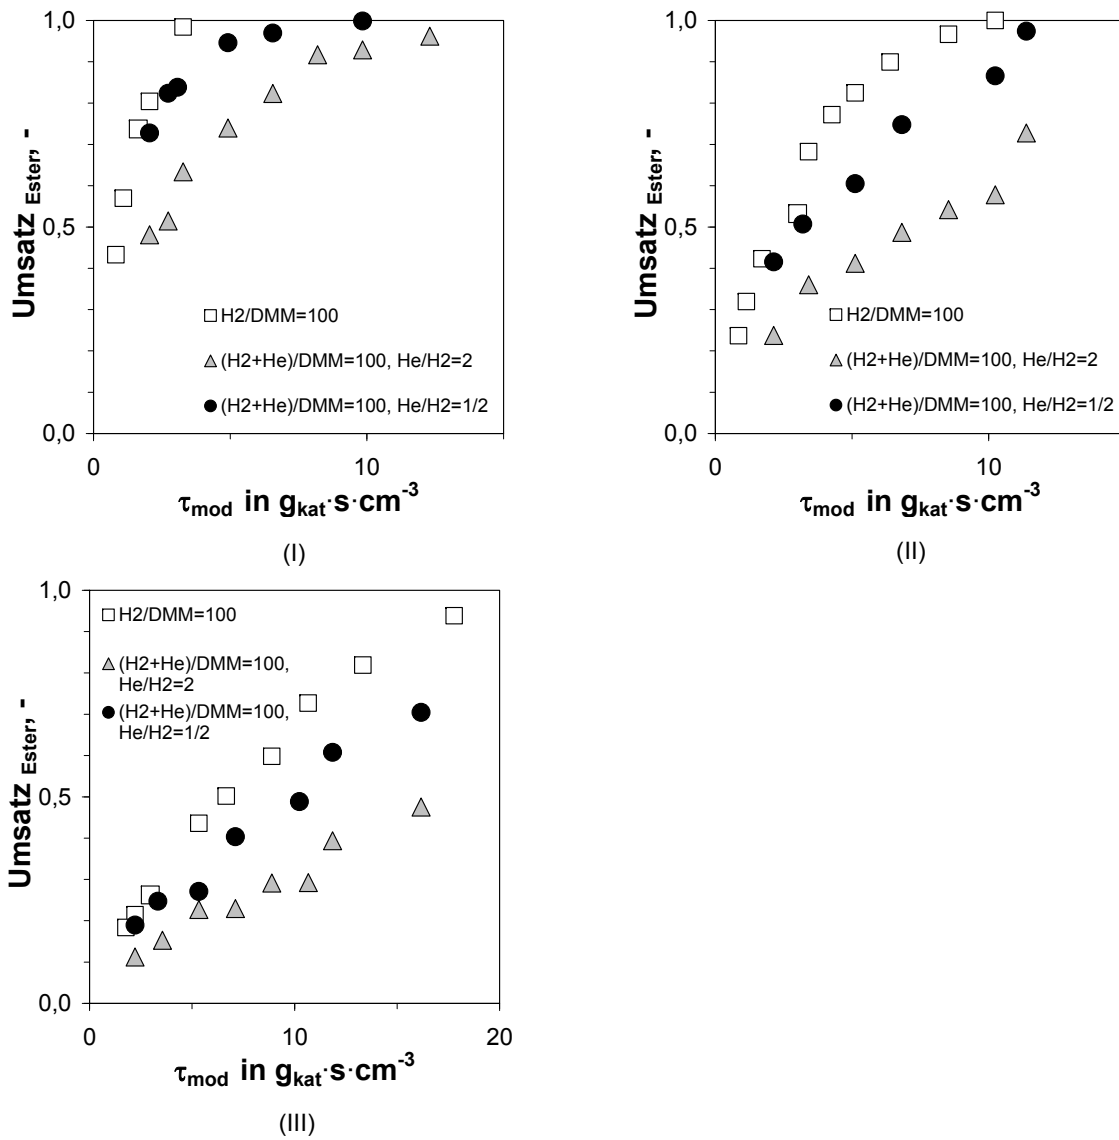 1,0
0,5
0,0
Umsatz Ester, -
H2/DMM=100
(H2+He)/DMM=100, He/H2=2
(H2+He)/DMM=100, He/H2=1/2
0 10
τmod in gkat·s·cm-3
(I)
1,0
0,5
0,0
Umsatz Ester, -
H2/DMM=100
(H2+He)/DMM=100, He/H2=2
(H2+He)/DMM=100, He/H2=1/2
0 10
τmod in gkat·s·cm-3
(II)
1,0
0,5
0,0
Umsatz Ester, -
H2/DMM=100
(H2+He)/DMM=100,
He/H2=2
(H2+He)/DMM=100,
He/H2=1/2
0 10 20
τmod in gkat·s·cm-3
(III)